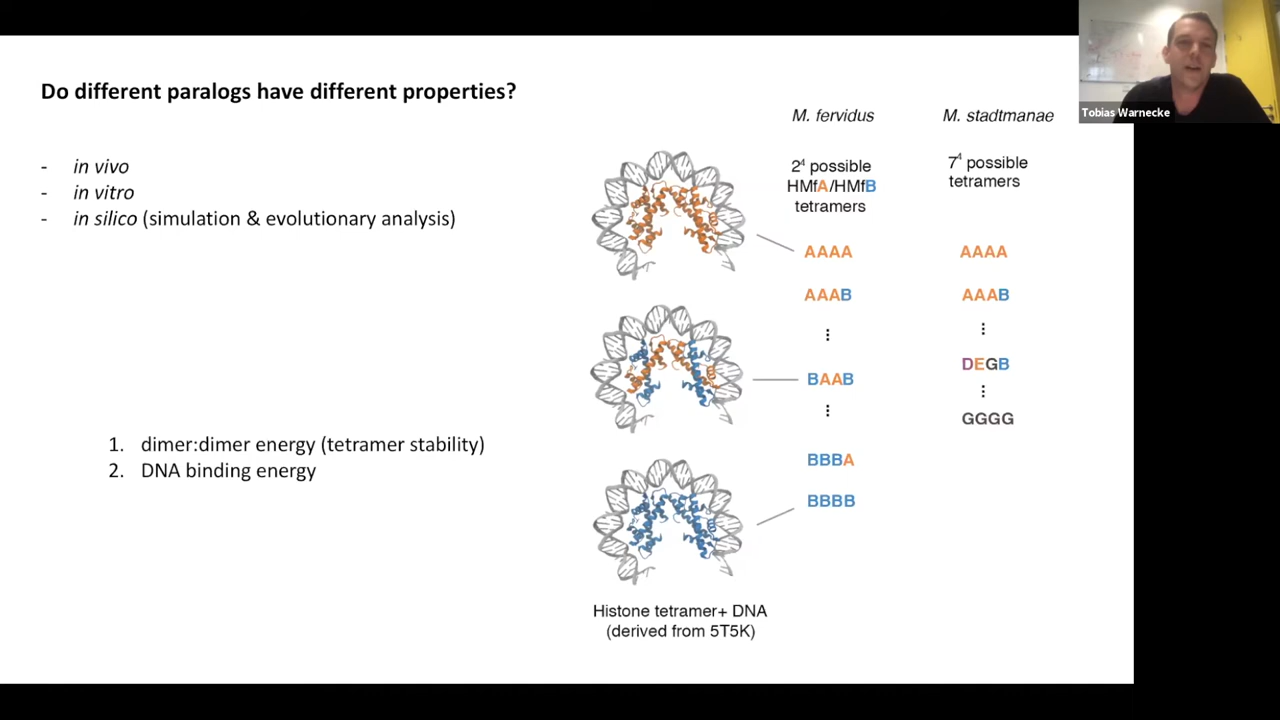 Do different paralogs have different properties?
- in vivo
- in vitro
- in silico (simulation & evolutionary analysis)
1. dimer:dimer energy (tetramer stability)
2. DNA binding energy
M. fervidus
2⁴ possible
HMfA/HMfB
tetramers
AAAA
AAAB
⋮
BAAB
⋮
BBBA
BBBB
M. stadtmanae
7⁴ possible
tetramers
AAAA
AAAB
⋮
DEGB
⋮
GGGG
Histone tetramer+ DNA
(derived from 5T5K)
Tobias Warnecke